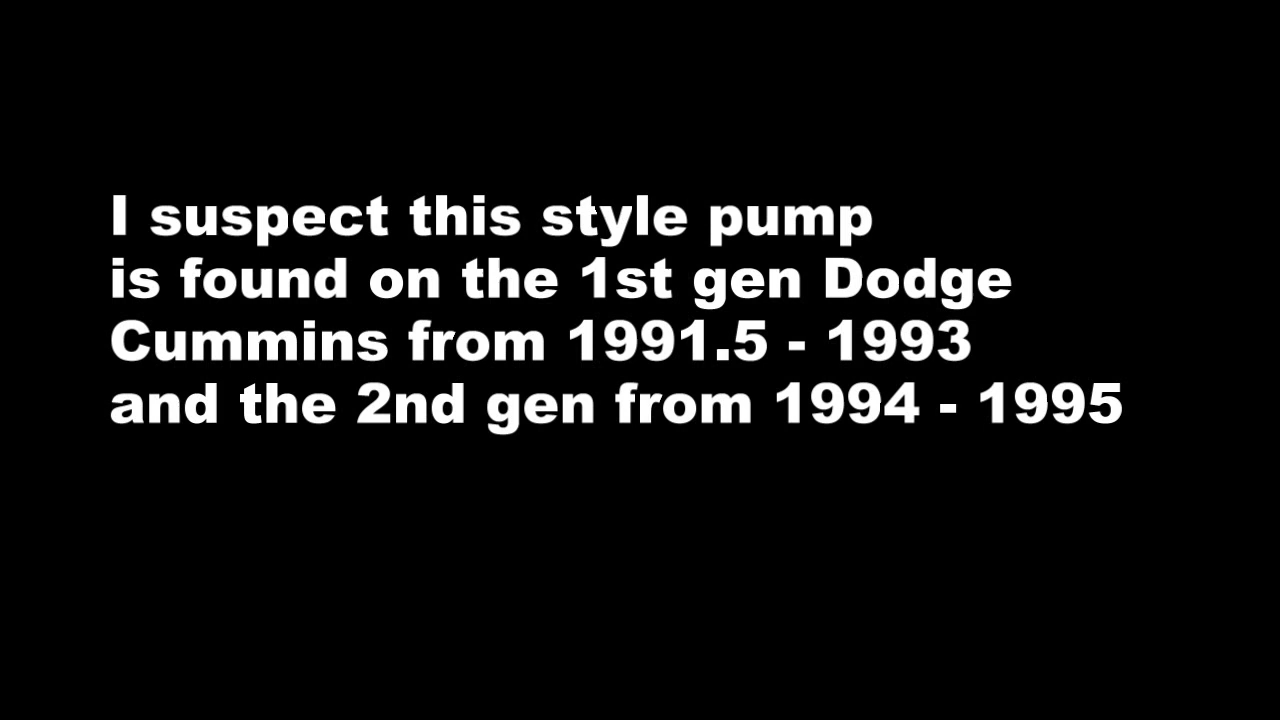 I suspect this style pump
is found on the 1st gen Dodge
Cummins from 1991.5 - 1993
and the 2nd gen from 1994 - 1995